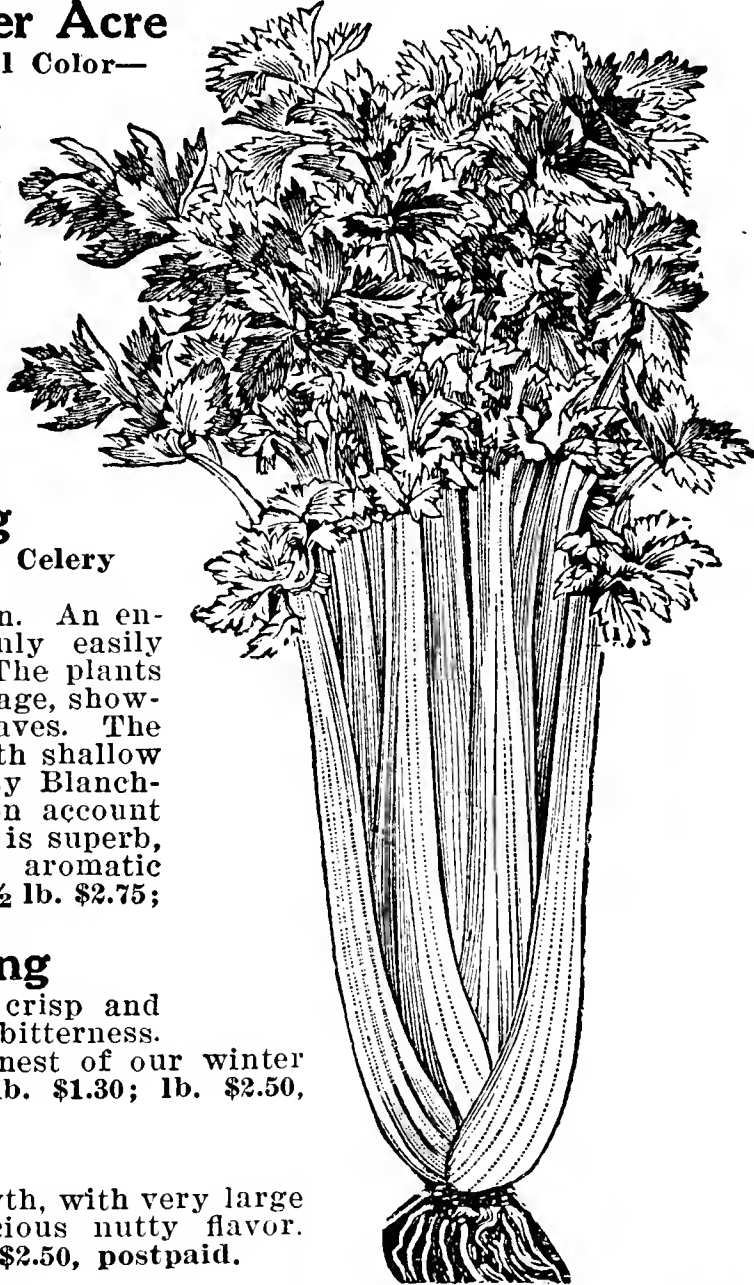 er Acre
l Color—
g
Celery
n. An en-
nly easily
The plants
age, show-
aves. The
th shallow
y Blanch-
n account
is superb,
aromatic
½ lb. $2.75;
ng
crisp and
bitterness.
nest of our winter
lb. $1.30; lb. $2.50,
th, with very large
cious nutty flavor.
$2.50, postpaid.